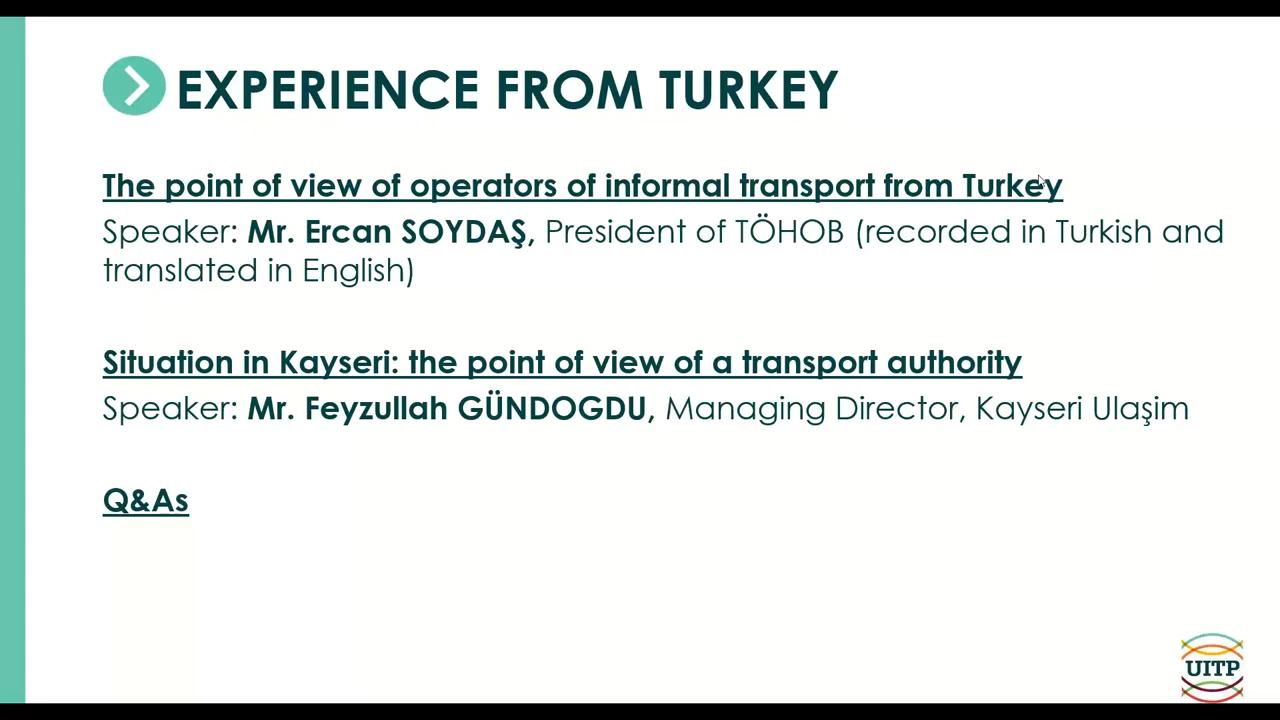 EXPERIENCE FROM TURKEY
The point of view of operators of informal transport from Turkey
Speaker: Mr. Ercan SOYDAŞ, President of TÖHOB (recorded in Turkish and
translated in English)
Situation in Kayseri: the point of view of a transport authority
Speaker: Mr. Feyzullah GÜNDOGDU, Managing Director, Kayseri Ulaşim
Q&As
UITP